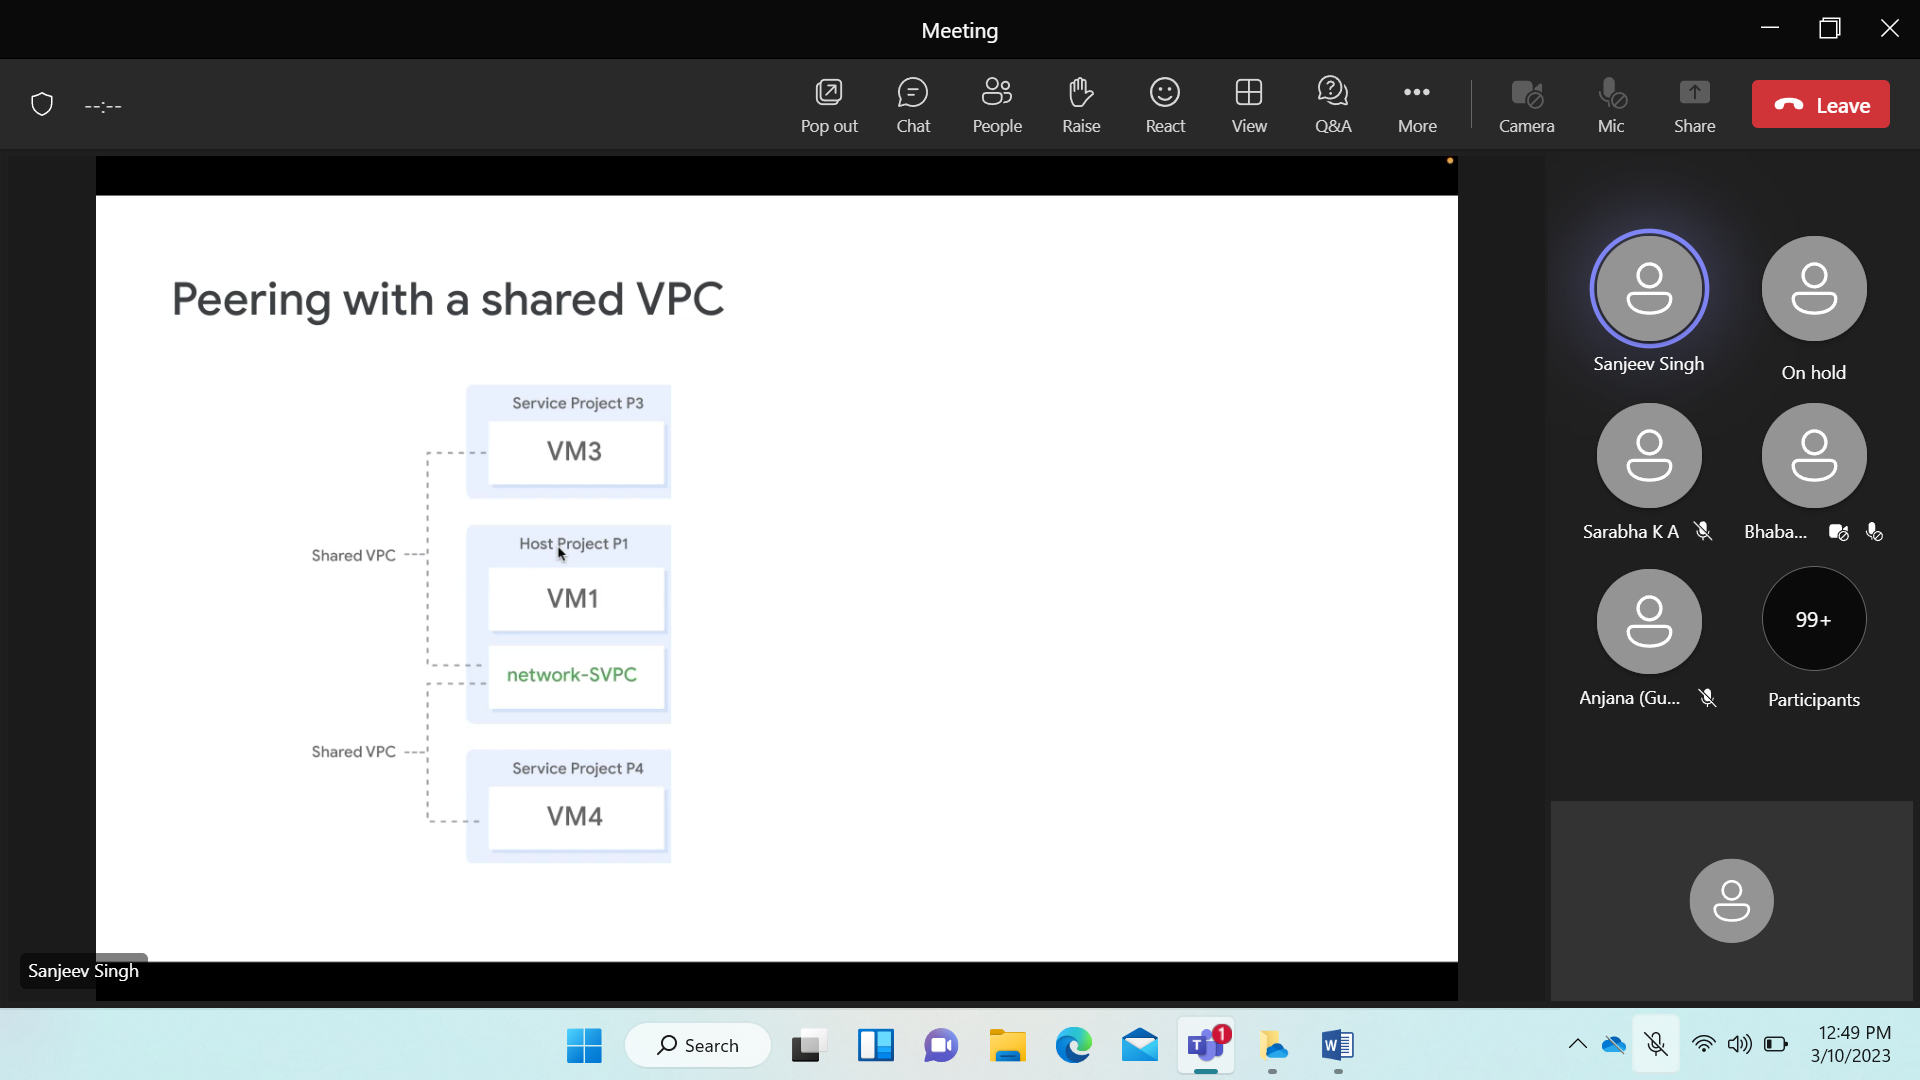 Meeting
--:--
Pop out
Chat
People
Raise
React
View
Q&A
More
Camera
Mic
Share
Leave
Peering with a shared VPC
Service Project P3
VM3
Shared VPC
Host Project P1
VM1
network-SVPC
Shared VPC
Service Project P4
VM4
Sanjeev Singh
Sanjeev Singh
On hold
Sarabha K A
Bhaba...
Anjana (Gu...
99+
Participants
Search
T
1
W
12:49 PM
3/10/2023